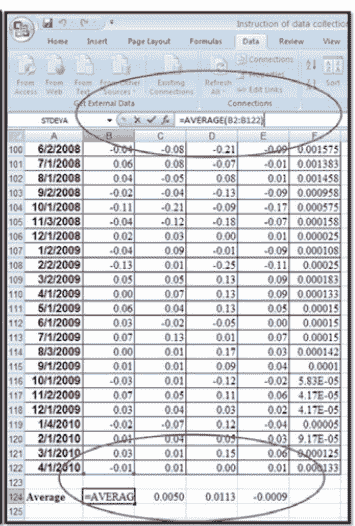 Instruction of data collection
Home Insert Page Layout Formulas Data Review View
From Access From Web From Text From Other Sources Existing Connections Refresh All Connections Properties Edit Links Sort
Get External Data Connections
STDEVA =AVERAGE(B2:B122)
A B C D E F
100 6/2/2008 -0.04 -0.08 -0.21 -0.09 0.001575
101 7/1/2008 0.06 0.08 -0.07 -0.01 0.001383
102 8/1/2008 0.04 -0.05 0.08 0.01 0.001458
103 9/2/2008 -0.02 -0.04 -0.13 -0.09 0.000958
104 10/1/2008 -0.11 -0.21 -0.09 -0.17 0.000575
105 11/3/2008 -0.04 -0.12 -0.18 -0.07 0.000158
106 12/1/2008 0.02 0.03 0.00 0.01 0.000025
107 1/2/2009 -0.04 0.09 -0.01 -0.09 0.000108
108 2/2/2009 -0.13 0.01 -0.25 -0.11 0.00025
109 3/2/2009 0.05 0.05 0.13 0.09 0.000183
110 4/1/2009 0.00 0.07 0.13 0.09 0.000133
111 5/1/2009 0.06 0.04 0.13 0.05 0.00015
112 6/1/2009 0.03 -0.02 -0.05 0.00 0.00015
113 7/1/2009 0.07 0.13 0.01 0.07 0.00015
114 8/3/2009 0.00 0.01 0.17 0.03 0.000142
115 9/1/2009 0.01 0.01 0.09 0.04 0.0001
116 10/1/2009 -0.03 0.01 -0.12 -0.02 5.83E-05
117 11/2/2009 0.07 0.05 0.11 0.06 4.17E-05
118 12/1/2009 0.03 0.04 0.03 0.02 4.17E-05
119 1/4/2010 -0.02 -0.07 0.12 -0.04 0.00005
120 2/1/2010 0.01 0.04 0.05 0.03 9.17E-05
121 3/1/2010 0.03 0.01 0.15 0.06 0.000125
122 4/1/2010 -0.01 0.01 0.00 0.01 0.000133
123
124 Average =AVERAG 0.0050 0.0113 -0.0009
125